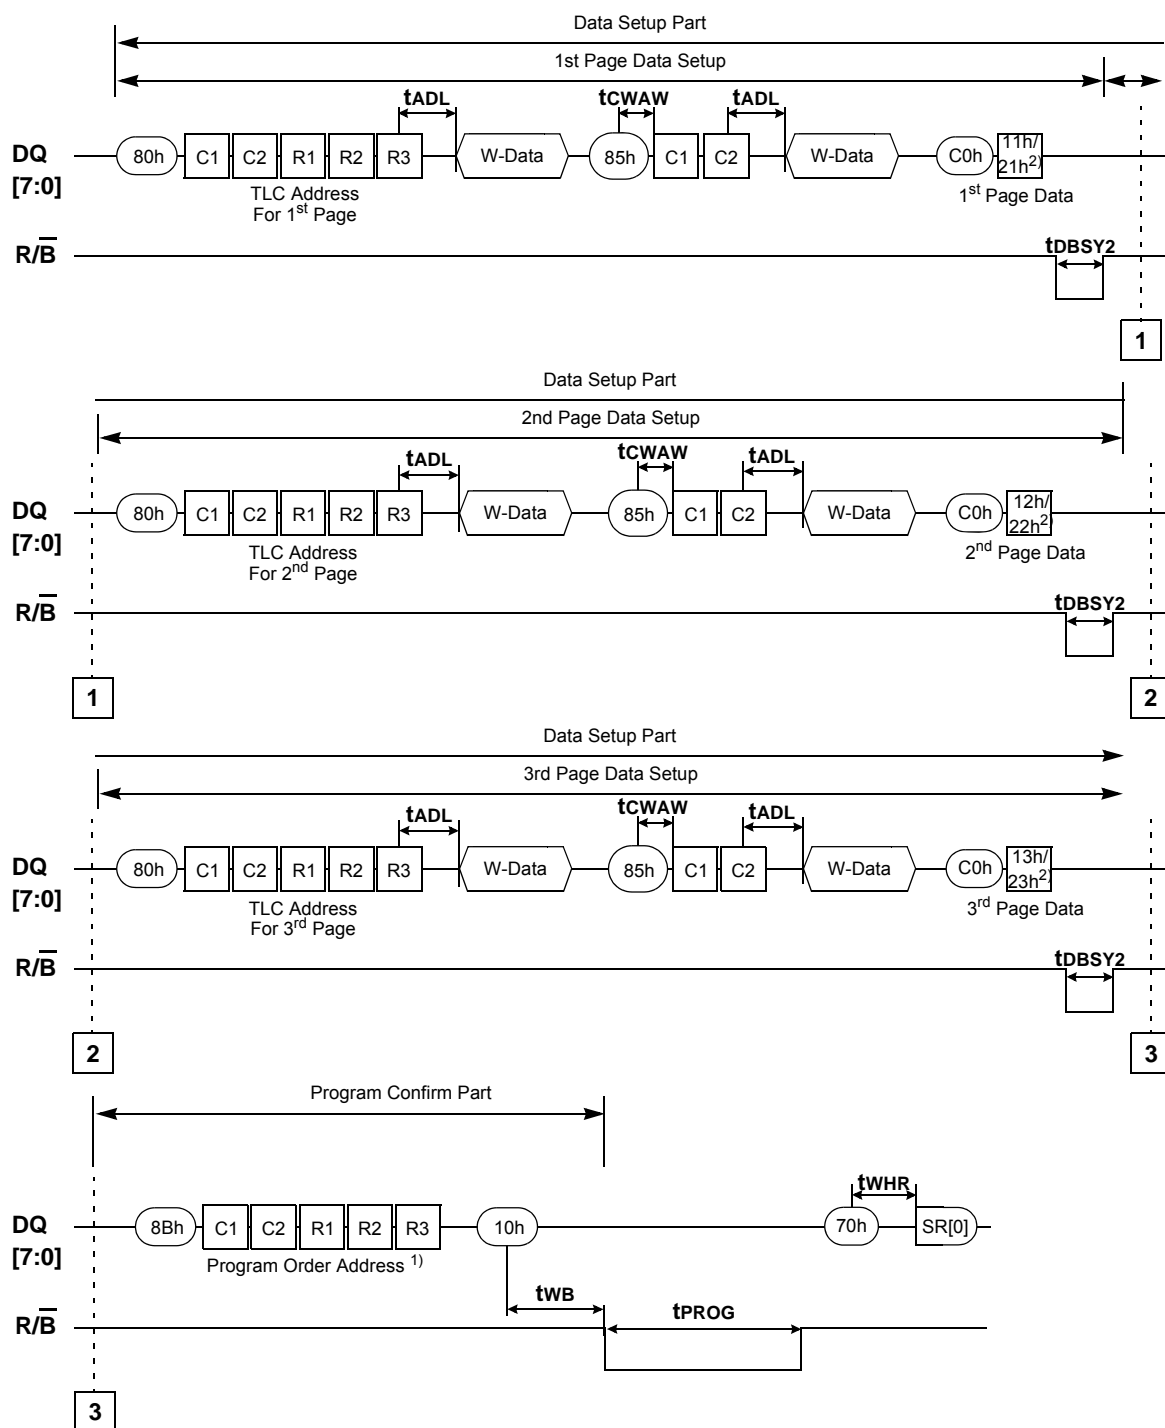 Data Setup Part
1st Page Data Setup
tADL tCWAW tADL
DQ [7:0] 80h C1 C2 R1 R2 R3 W-Data 85h C1 C2 W-Data C0h 11h/ 21h2)
TLC Address For 1st Page
1st Page Data
R/B tDBSY2
1
Data Setup Part
2nd Page Data Setup
tADL tCWAW tADL
DQ [7:0] 80h C1 C2 R1 R2 R3 W-Data 85h C1 C2 W-Data C0h 12h/ 22h2)
TLC Address For 2nd Page
2nd Page Data
R/B tDBSY2
1 2
Data Setup Part
3rd Page Data Setup
tADL tCWAW tADL
DQ [7:0] 80h C1 C2 R1 R2 R3 W-Data 85h C1 C2 W-Data C0h 13h/ 23h2)
TLC Address For 3rd Page
3rd Page Data
R/B tDBSY2
2 3
Program Confirm Part
tWHR
DQ [7:0] 8Bh C1 C2 R1 R2 R3 10h 70h SR[0]
Program Order Address 1)
tWB
R/B tPROG
3